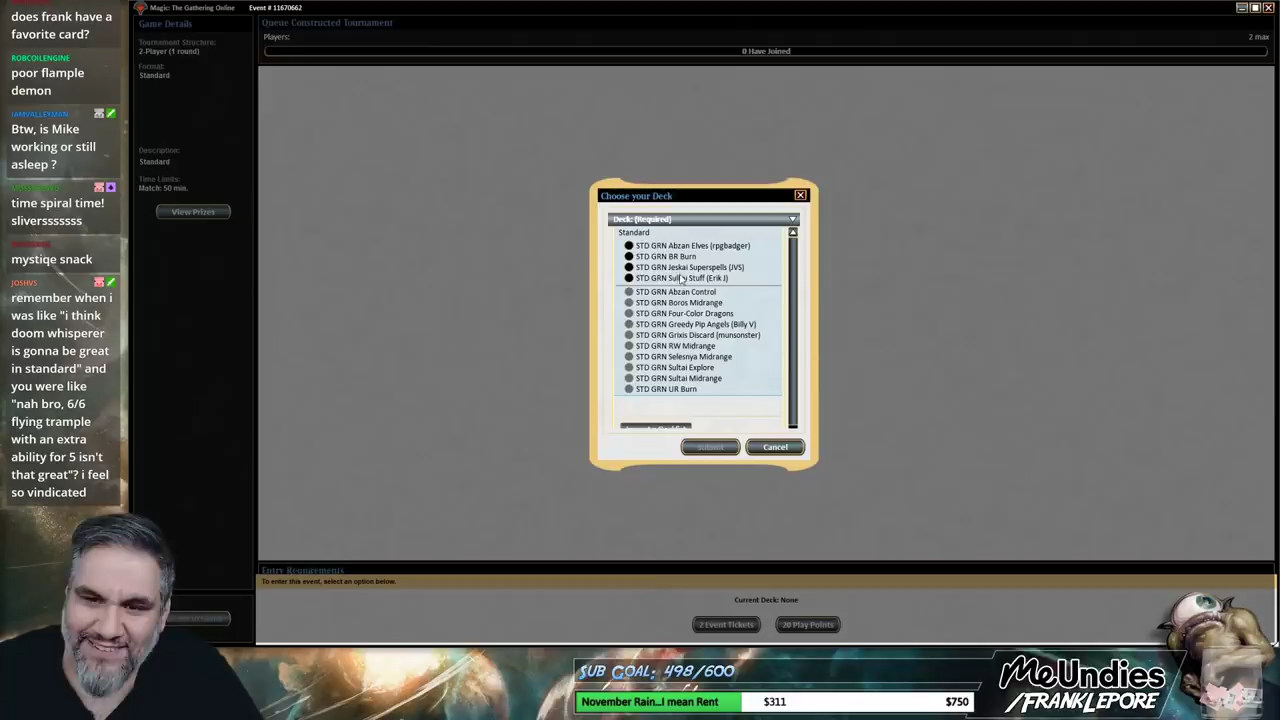 does frank have a
favorite card?
ROBCOILENGINE
poor flample
demon
IAMVALLEYMAN
Btw, is Mike
working or still
asleep ?
time spiral time!
sliversssssss
mystiqe snack
JOSHVS
remember when i
was like "i think
doom whisperer
is gonna be great
in standard" and
you were like
"nah bro, 6/6
flying trample
with an extra
ability for 5 isn't
that great"? i feel
so vindicated
Magic: The Gathering Online Event # 11670662
Game Details
Tournament Structure:
2-Player (1 round)
Format:
Standard
Description:
Standard
Time Limits:
Match: 50 min.
View Prizes
Queue Constructed Tournament
Players:
2 max
0 Have Joined
Choose your Deck
Deck: (Required)
Standard
STD GRN Abzan Elves (rpgbadger)
STD GRN BR Burn
STD GRN Jeskai Superspells (JVS)
STD GRN Stuff (Erik J)
STD GRN Abzan Control
STD GRN Boros Midrange
STD GRN Four-Color Dragons
STD GRN Greedy Pip Angels (Billy V)
STD GRN Grixis Discard (munsonster)
STD GRN RW Midrange
STD GRN Selesnya Midrange
STD GRN Sultai Explore
STD GRN Sultai Midrange
STD GRN UR Burn
Submit
Cancel
Entry Requirements
To enter this event, select an option below.
Current Deck: None
2 Event Tickets
20 Play Points
SUB GOAL: 498/600
November Rain...I mean Rent
$311
$750
MeUndies
/FRANKLEPORE